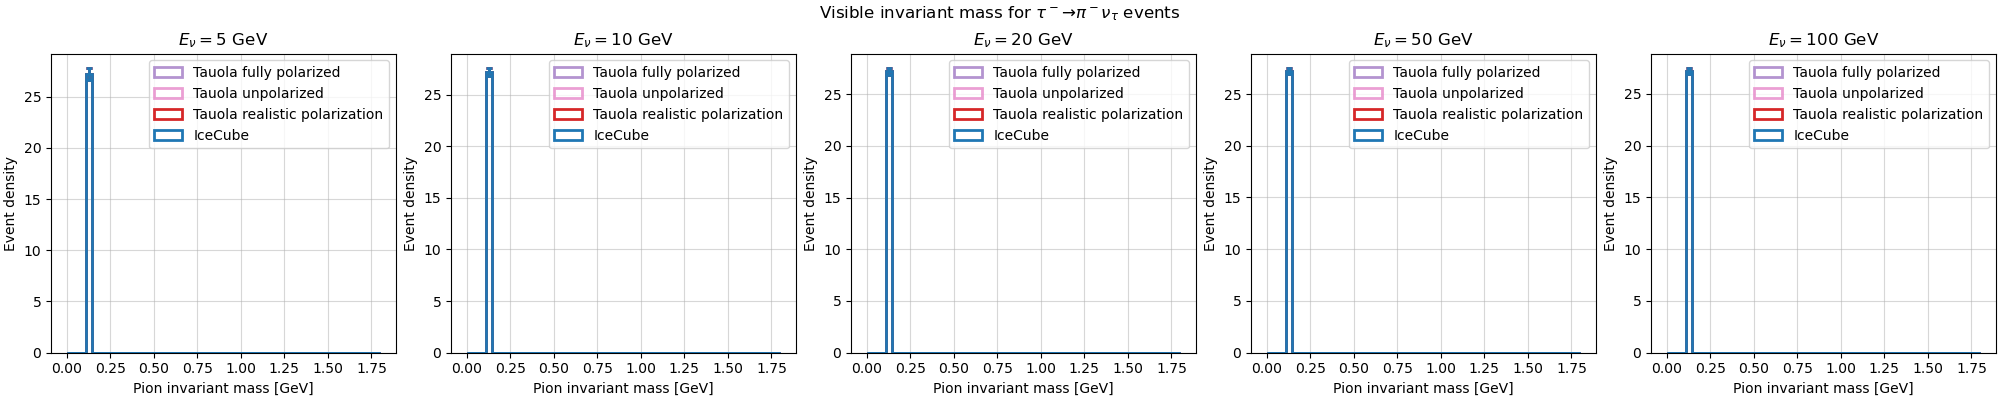 Visible invariant mass for τ⁻→π⁻ν_τ events
E_ν = 5 GeV
Event density
25
20
15
10
5
0
Tauola fully polarized
Tauola unpolarized
Tauola realistic polarization
IceCube
0.00 0.25 0.50 0.75 1.00 1.25 1.50 1.75
Pion invariant mass [GeV]
E_ν = 10 GeV
Event density
25
20
15
10
5
0
Tauola fully polarized
Tauola unpolarized
Tauola realistic polarization
IceCube
0.00 0.25 0.50 0.75 1.00 1.25 1.50 1.75
Pion invariant mass [GeV]
E_ν = 20 GeV
Event density
25
20
15
10
5
0
Tauola fully polarized
Tauola unpolarized
Tauola realistic polarization
IceCube
0.00 0.25 0.50 0.75 1.00 1.25 1.50 1.75
Pion invariant mass [GeV]
E_ν = 50 GeV
Event density
25
20
15
10
5
0
Tauola fully polarized
Tauola unpolarized
Tauola realistic polarization
IceCube
0.00 0.25 0.50 0.75 1.00 1.25 1.50 1.75
Pion invariant mass [GeV]
E_ν = 100 GeV
Event density
25
20
15
10
5
0
Tauola fully polarized
Tauola unpolarized
Tauola realistic polarization
IceCube
0.00 0.25 0.50 0.75 1.00 1.25 1.50 1.75
Pion invariant mass [GeV]